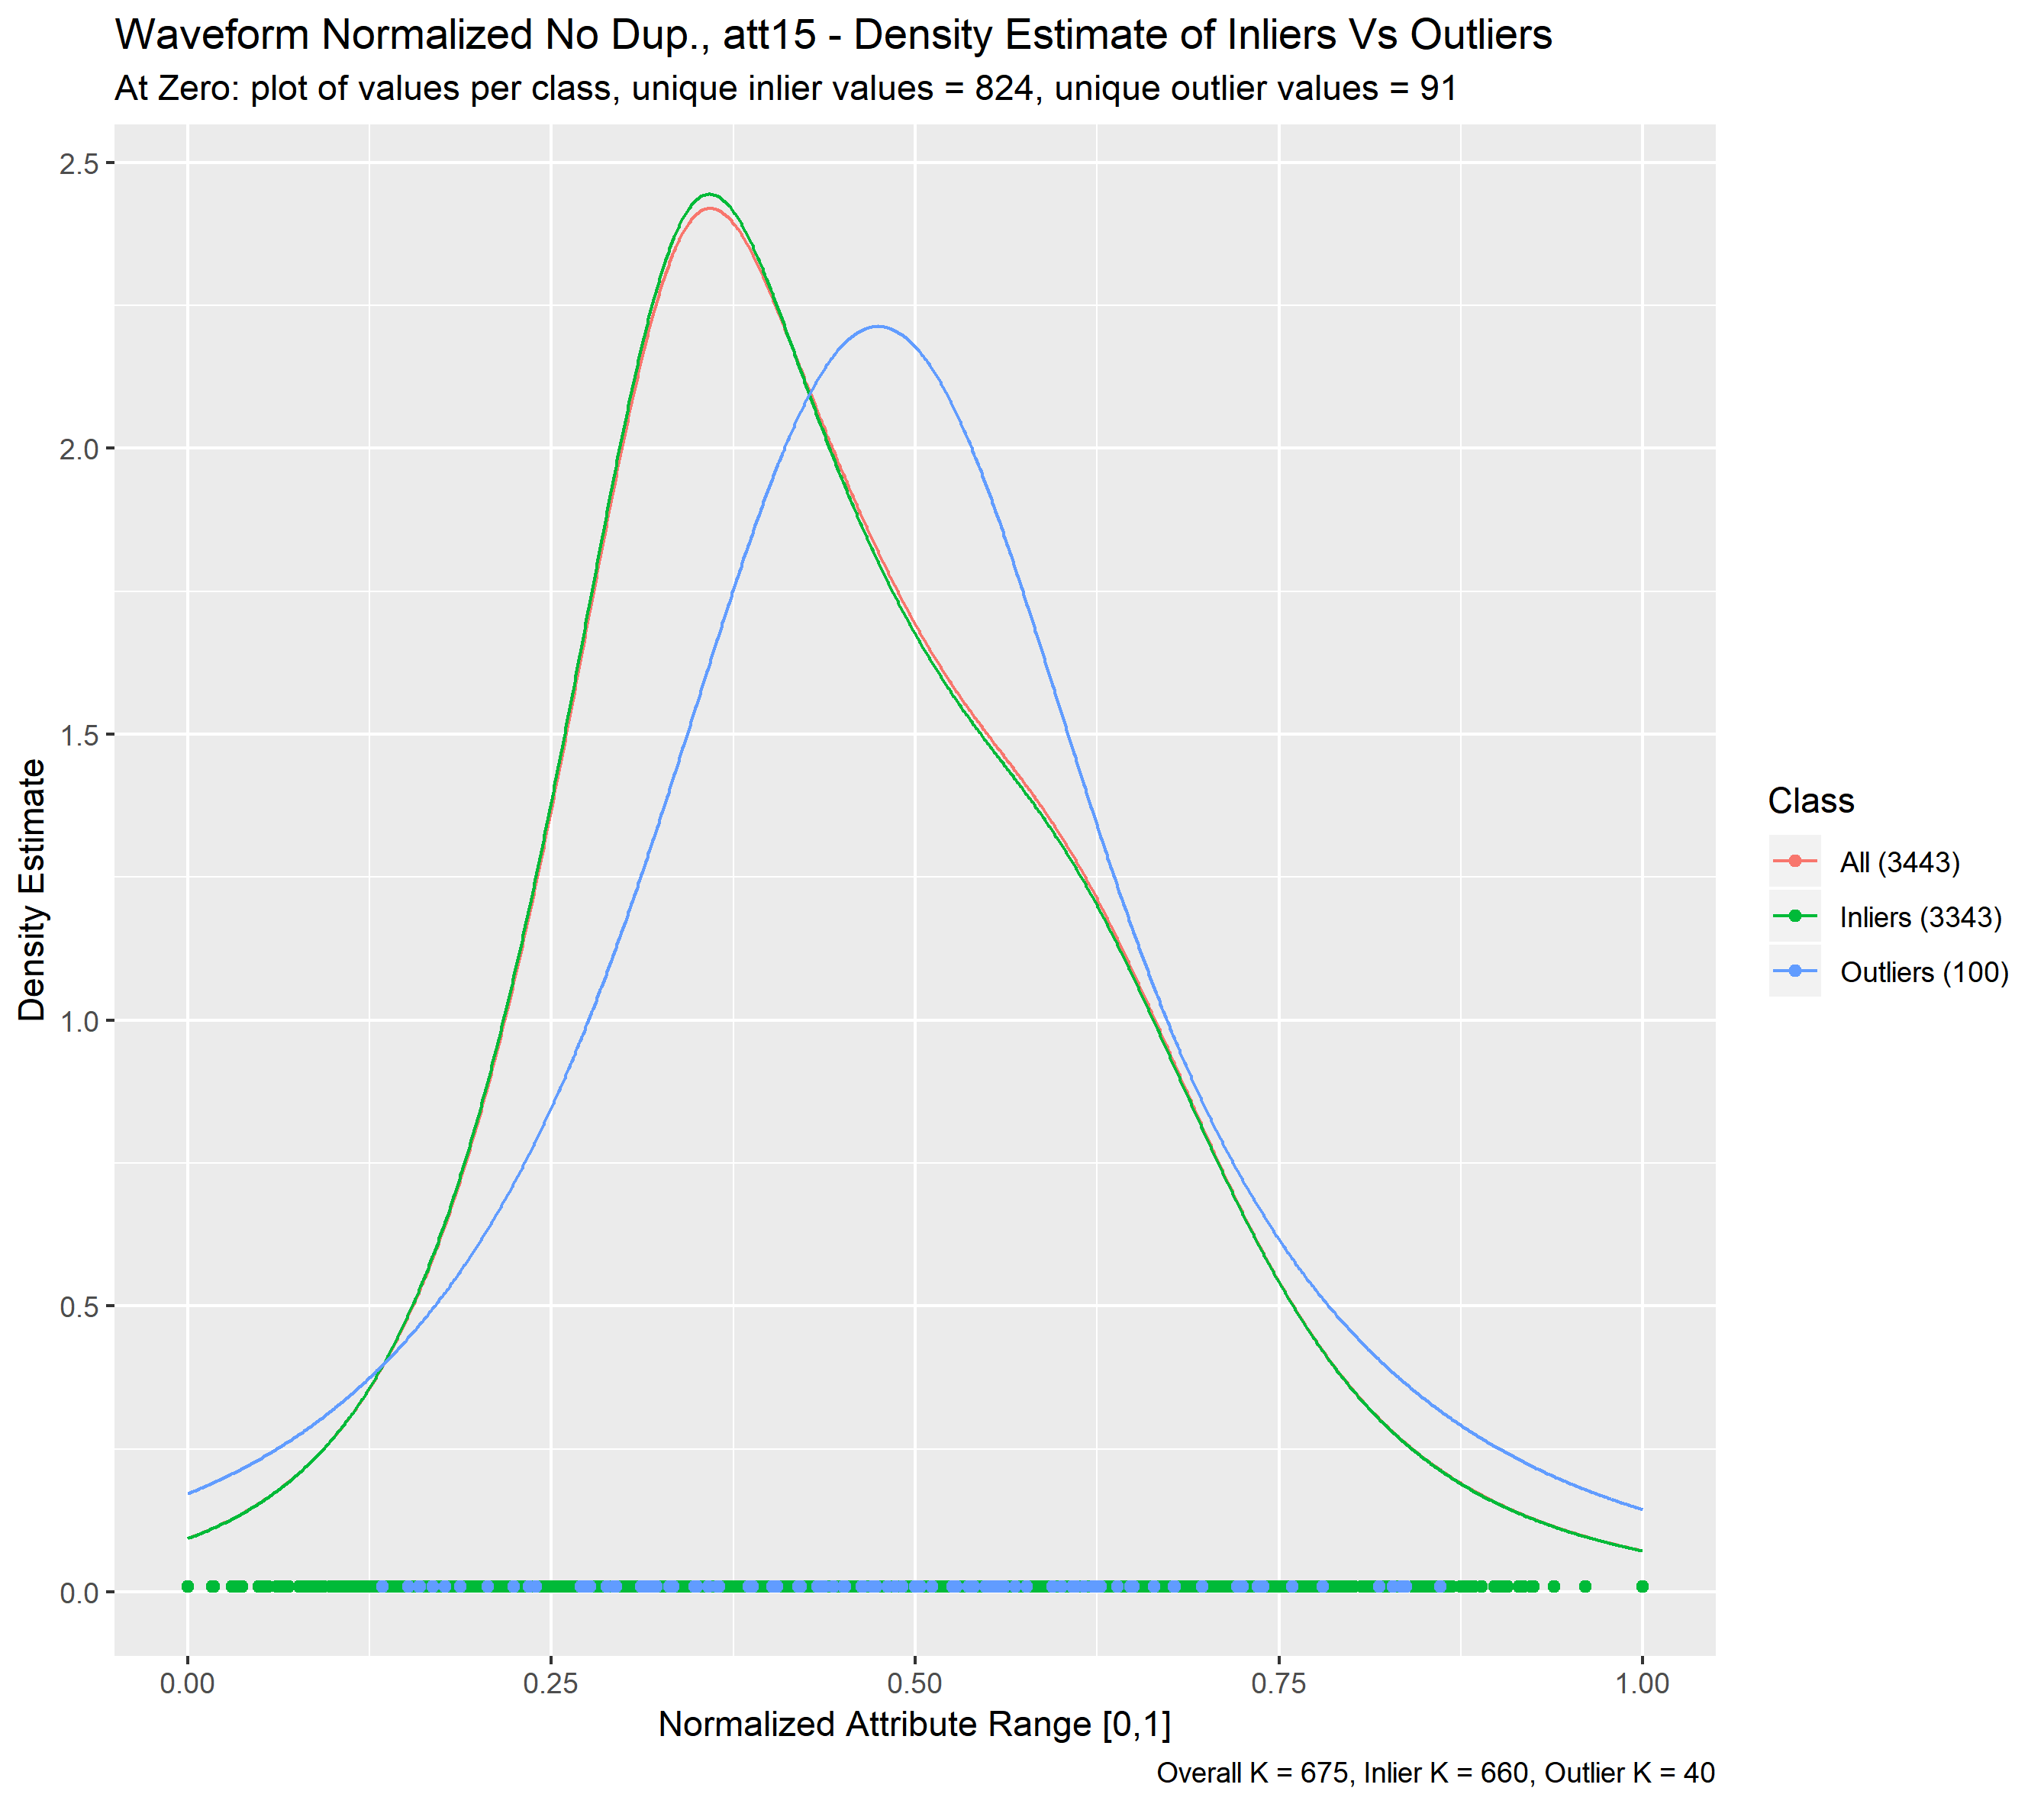 Waveform Normalized No Dup., att15 - Density Estimate of Inliers Vs Outliers
At Zero: plot of values per class, unique inlier values = 824, unique outlier values = 91
2.5
2.0
1.5
1.0
0.5
0.0
Density Estimate
0.00 0.25 0.50 0.75 1.00
Normalized Attribute Range [0,1]
Class
All (3443)
Inliers (3343)
Outliers (100)
Overall K = 675, Inlier K = 660, Outlier K = 40